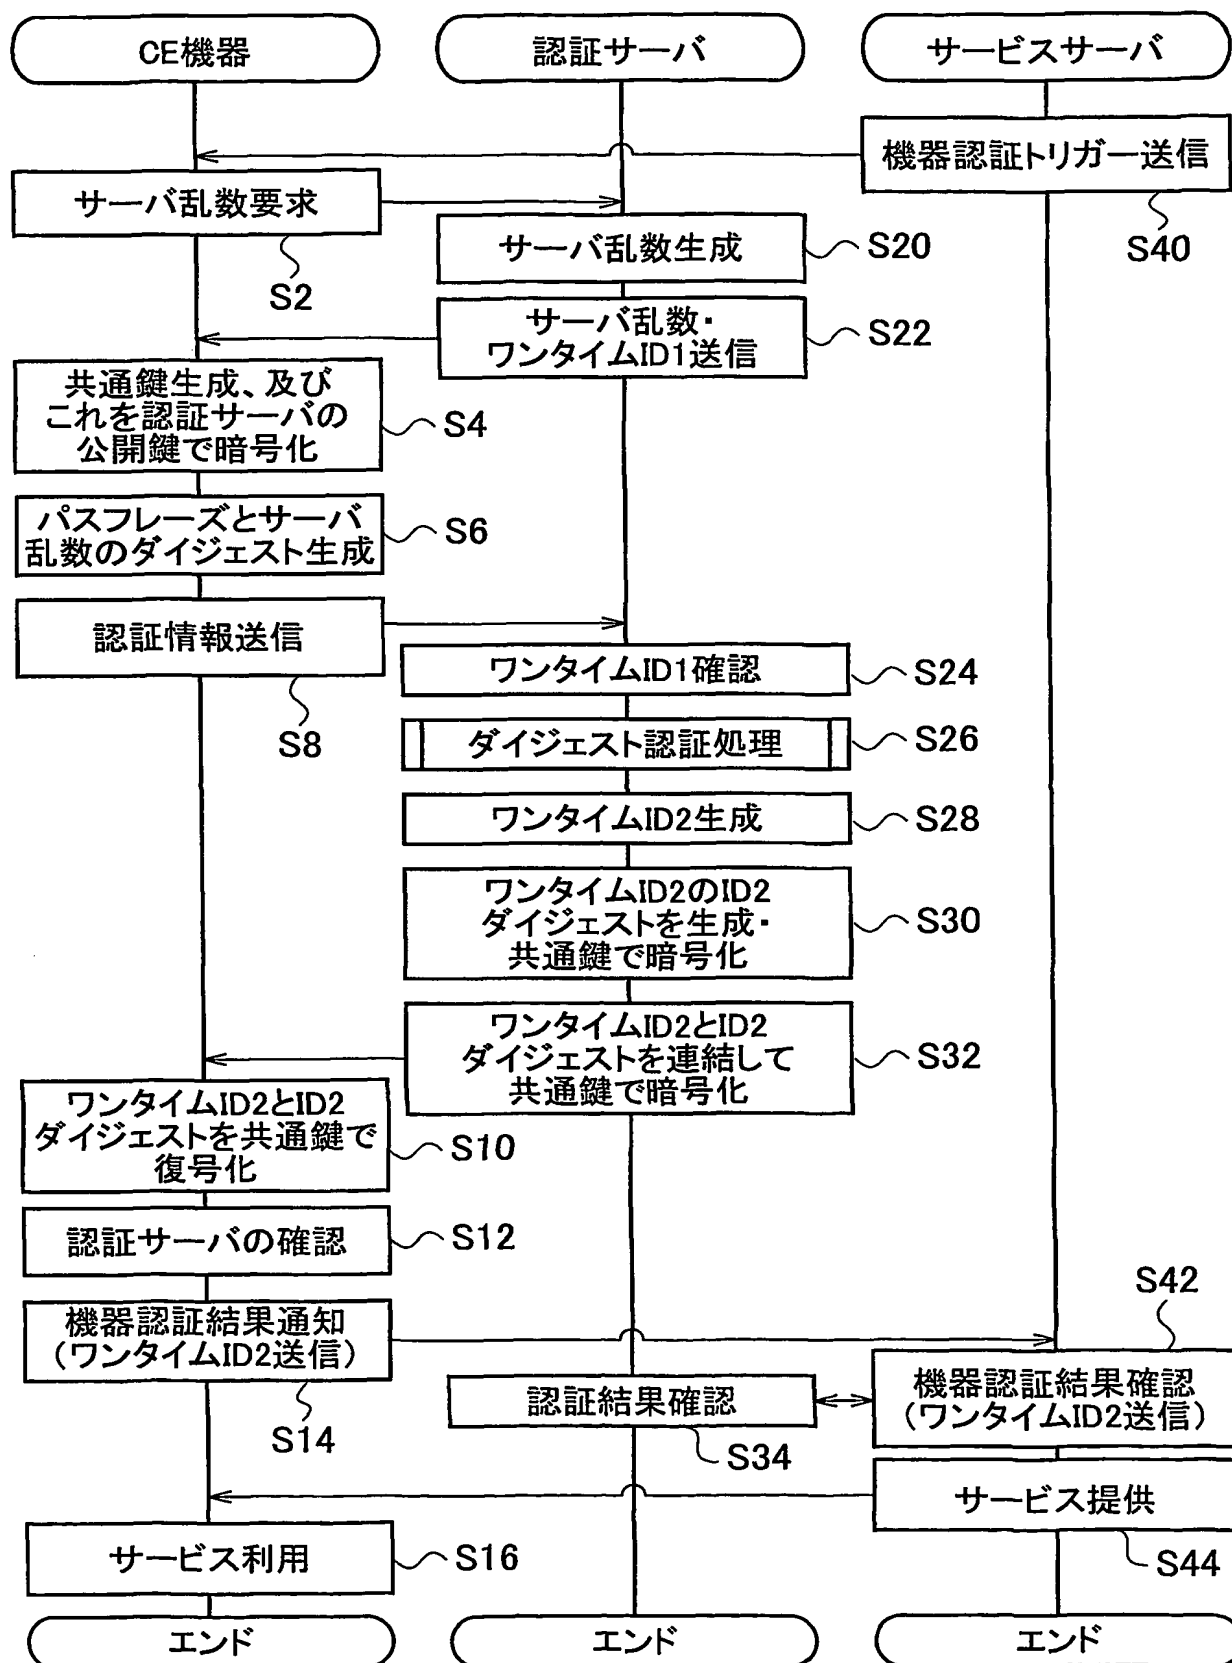 CE機器
認証サーバ
サービスサーバ
機器認証トリガー送信
S40
サーバ乱数要求
S2
サーバ乱数生成
S20
サーバ乱数・
ワンタイムID1送信
S22
共通鍵生成、及び
これを認証サーバの
公開鍵で暗号化
S4
パスフレーズとサーバ
乱数のダイジェスト生成
S6
認証情報送信
S8
ワンタイムID1確認
S24
ダイジェスト認証処理
S26
ワンタイムID2生成
S28
ワンタイムID2のID2
ダイジェストを生成・
共通鍵で暗号化
S30
ワンタイムID2とID2
ダイジェストを連結して
共通鍵で暗号化
S32
ワンタイムID2とID2
ダイジェストを共通鍵で
復号化
S10
認証サーバの確認
S12
機器認証結果通知
（ワンタイムID2送信）
S14
S42
機器認証結果確認
（ワンタイムID2送信）
認証結果確認
S34
サービス提供
S44
サービス利用
S16
エンド
エンド
エンド